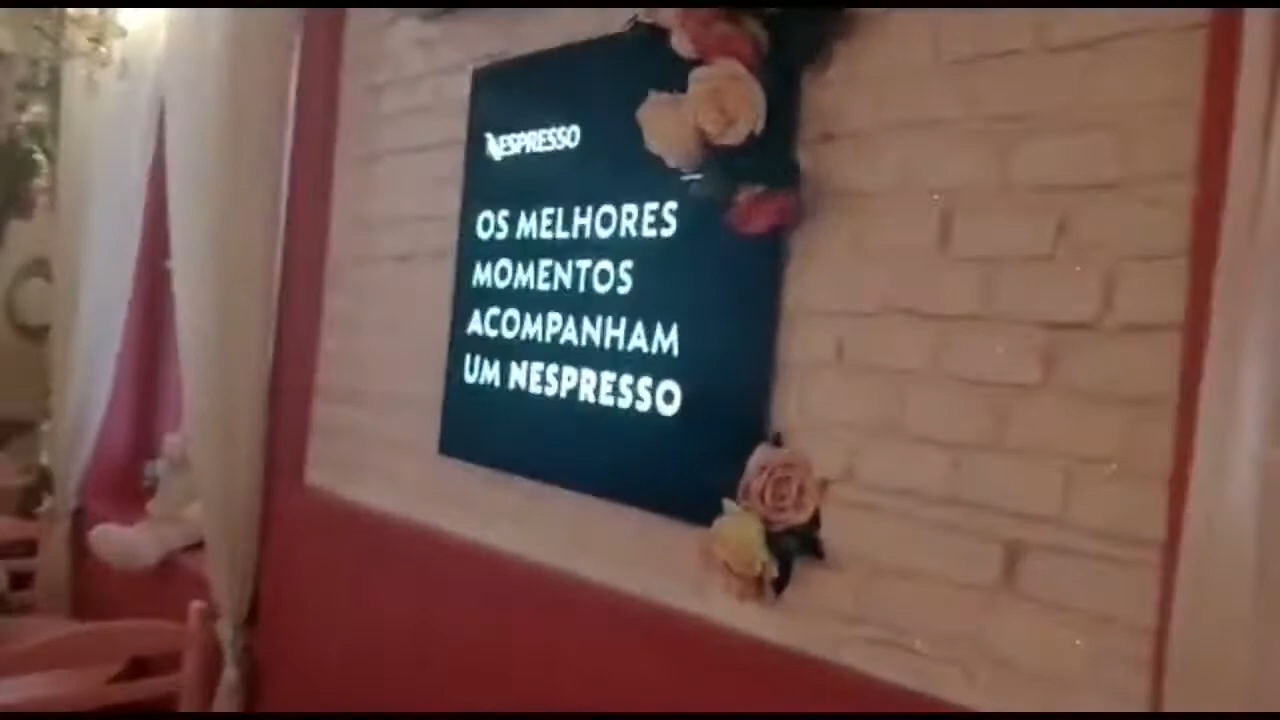 NESPRESSO
OS MELHORES
MOMENTOS
ACOMPANHAM
UM NESPRESSO